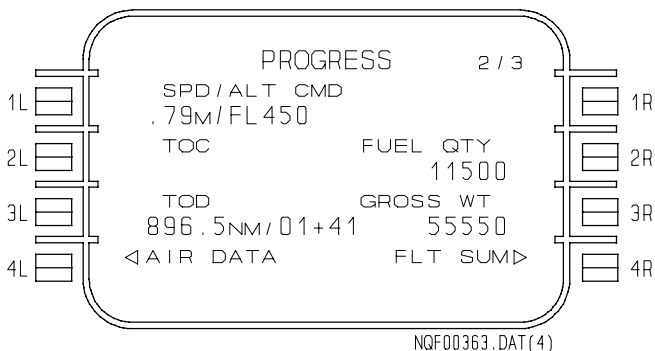 PROGRESS 2/3
SPD/ALT CMD
1L .79M/FL450 1R
TOC FUEL QTY
2L 11500 2R
TOD GROSS WT
3L 896.5NM/01+41 55550 3R
◁AIR DATA FLT SUM▷
4L 4R
NQF00363.DAT(4)